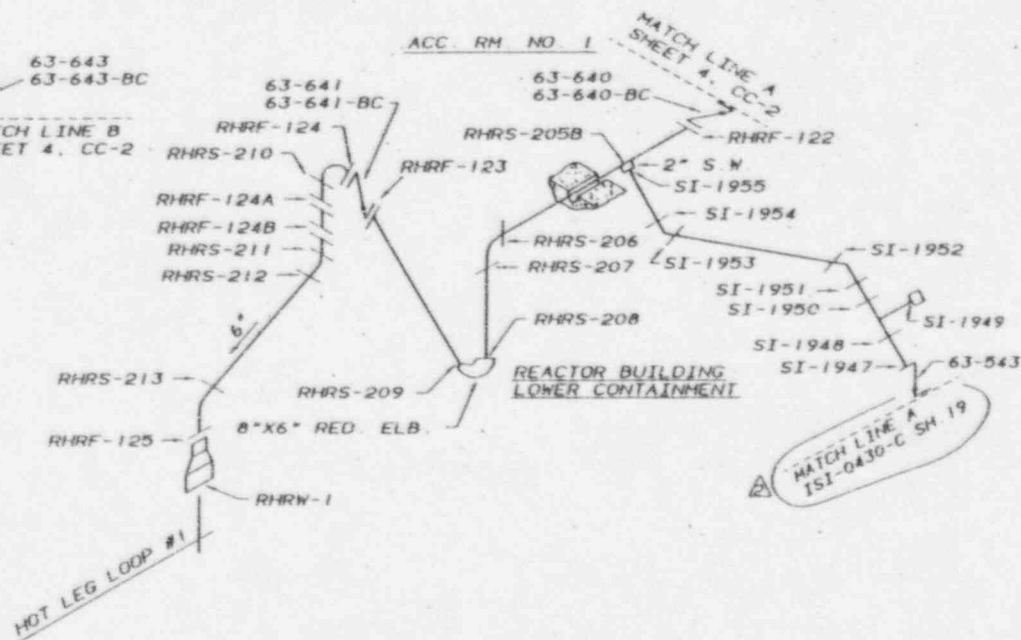 63-643
63-643-BC
TCH LINE B
EET 4, CC-2
63-641
63-641-BC
RHRF-124
RHRS-210
RHRF-123
RHRF-124A
RHRF-124B
RHRS-211
RHRS-212
6"
RHRS-213
RHRS-209
8"X6" RED. ELB.
RHRF-125
RHRW-1
HOT LEG LOOP #1
ACC. RM NO. 1
MATCH LINE A
SHEET 4, CC-2
63-640
63-640-BC
RHRS-205B
RHRF-122
2" S.W.
SI-1955
SI-1954
RHRS-206
RHRS-207
SI-1953
SI-1952
SI-1951
SI-1950
SI-1949
RHRS-208
SI-1948
SI-1947
63-543
REACTOR BUILDING
LOWER CONTAINMENT
MATCH LINE A
ISI-0430-C SH.19
2